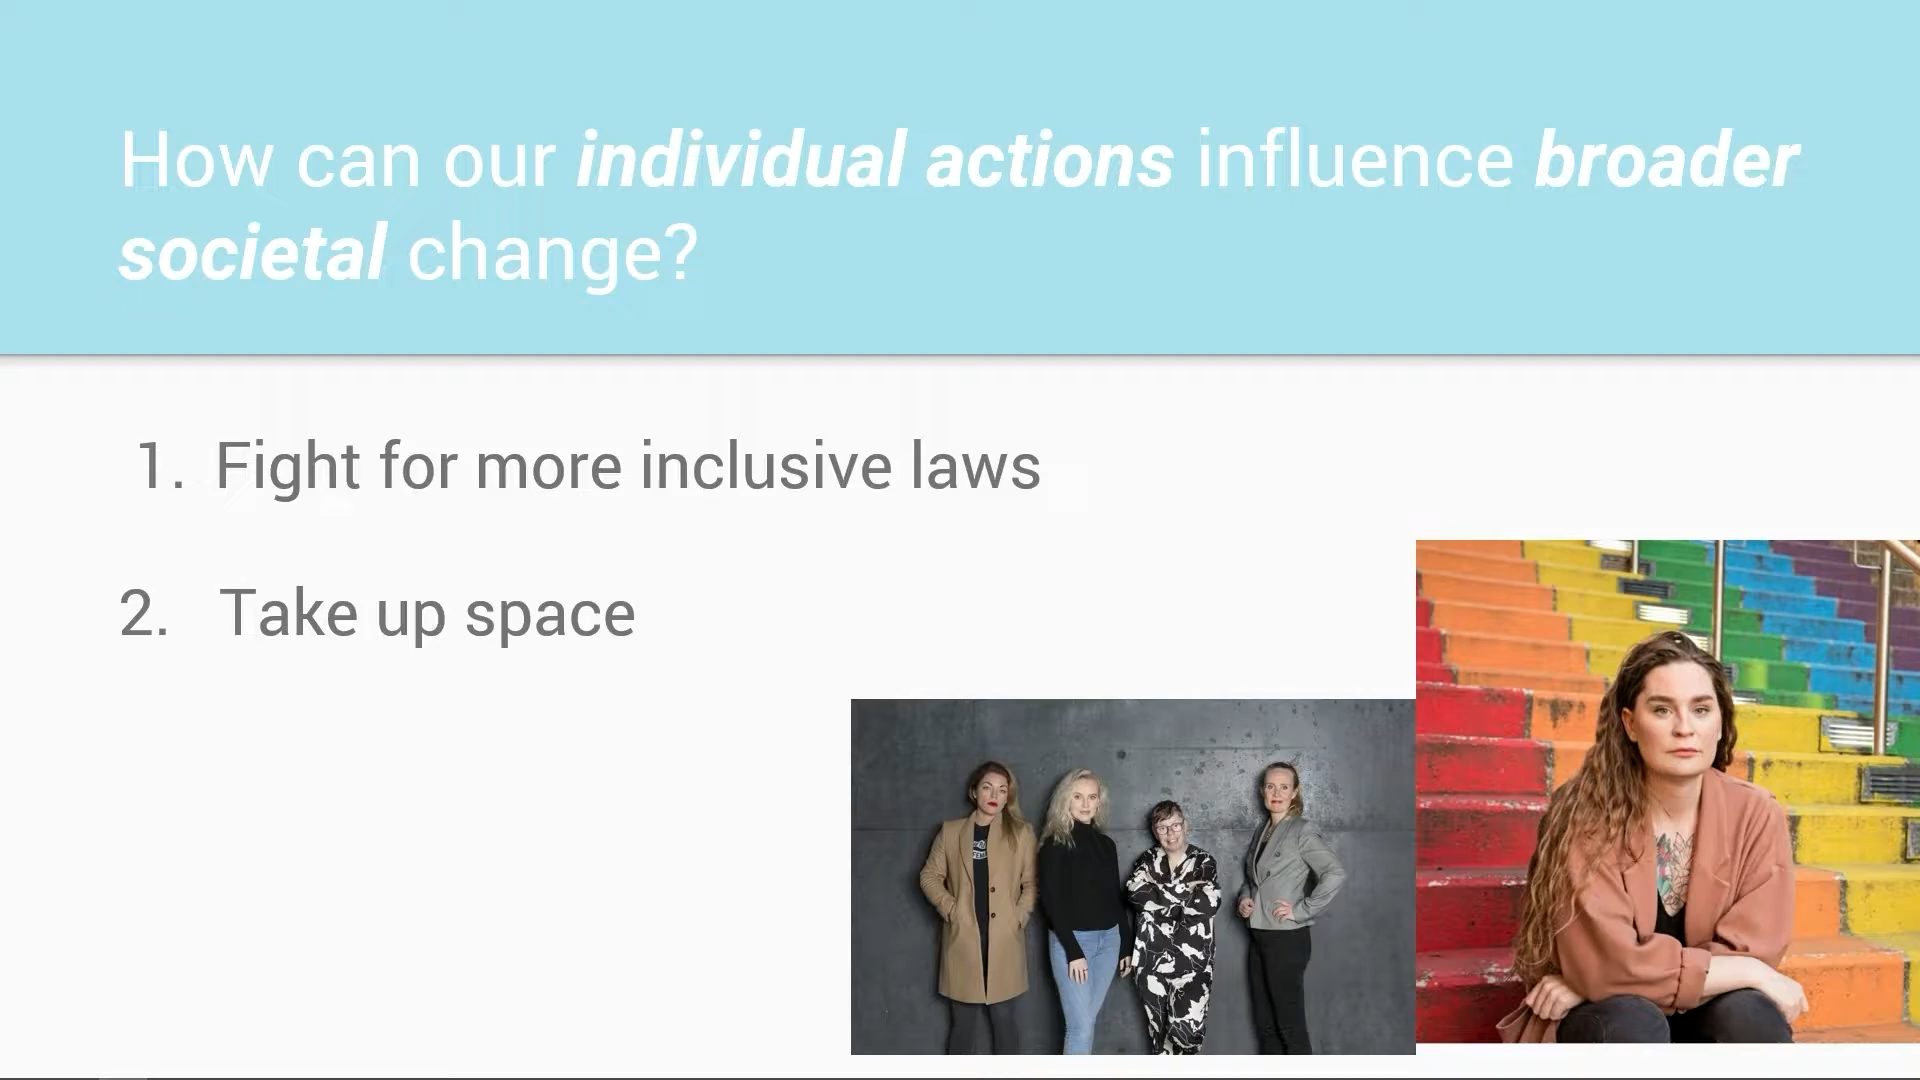 How can our individual actions influence broader
societal change?
1. Fight for more inclusive laws
2. Take up space